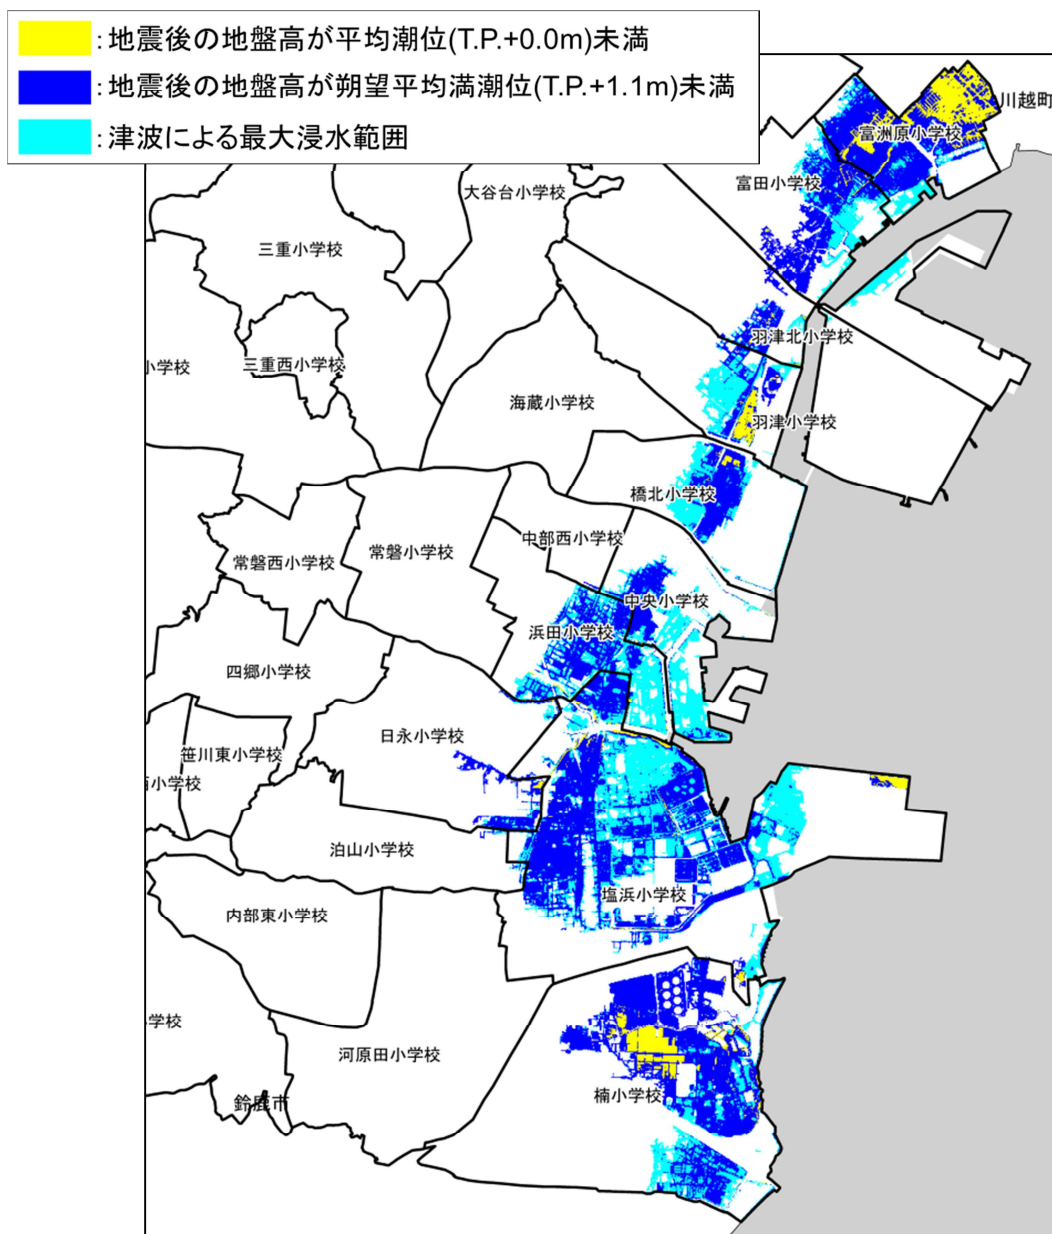 ：地震後の地盤高が平均潮位(T.P.+0.0m)未満
：地震後の地盤高が朔望平均満潮位(T.P.+1.1m)未満
：津波による最大浸水範囲
川越町
富洲原小学校
富田小学校
大谷台小学校
三重小学校
羽津北小学校
三重西小学校
小学校
海蔵小学校
羽津小学校
橋北小学校
中部西小学校
常磐小学校
常磐西小学校
中央小学校
浜田小学校
四郷小学校
日永小学校
笹川東小学校
小学校
泊山小学校
塩浜小学校
内部東小学校
小学校
河原田小学校
楠小学校
鈴鹿市